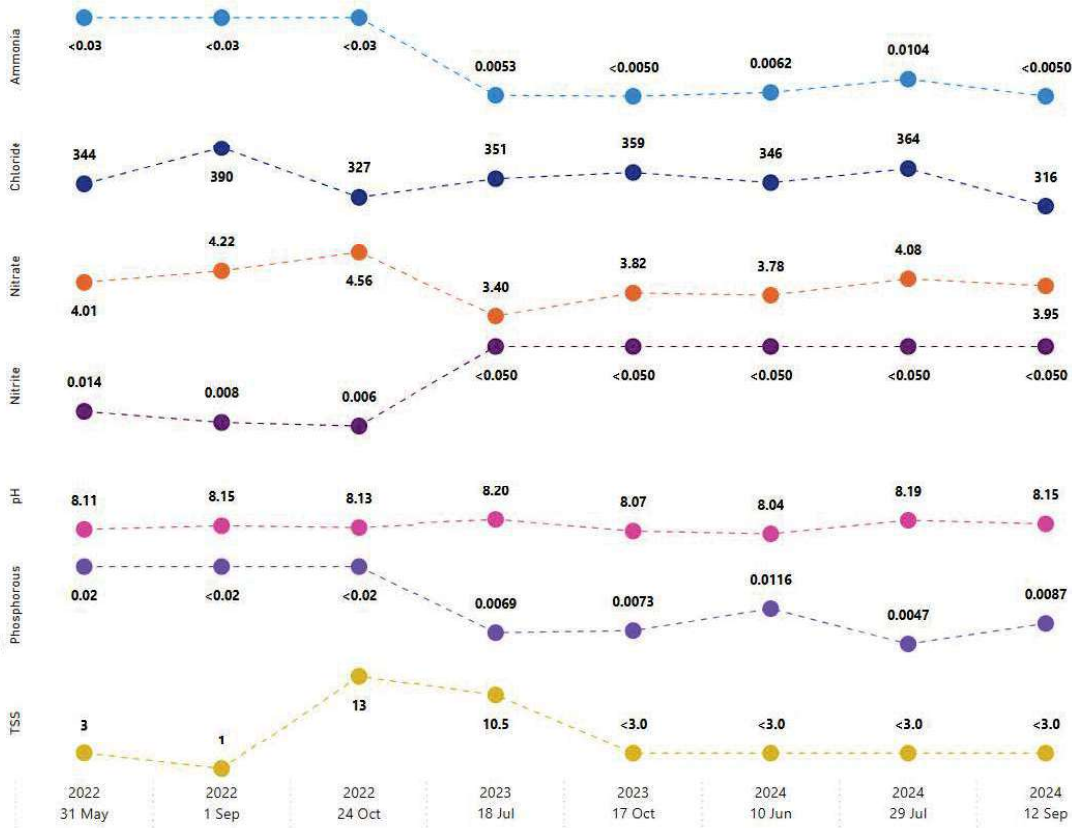 Ammonia
<0.03 <0.03 <0.03 0.0053 <0.0050 0.0062 0.0104 <0.0050
Chloride
344 390 327 351 359 346 364 316
Nitrate
4.01 4.22 4.56 3.40 3.82 3.78 4.08 3.95
Nitrite
0.014 0.008 0.006 <0.050 <0.050 <0.050 <0.050 <0.050
pH
8.11 8.15 8.13 8.20 8.07 8.04 8.19 8.15
Phosphorous
0.02 <0.02 <0.02 0.0069 0.0073 0.0116 0.0047 0.0087
TSS
3 1 13 10.5 <3.0 <3.0 <3.0 <3.0
2022 2022 2022 2023 2023 2024 2024 2024
31 May 1 Sep 24 Oct 18 Jul 17 Oct 10 Jun 29 Jul 12 Sep